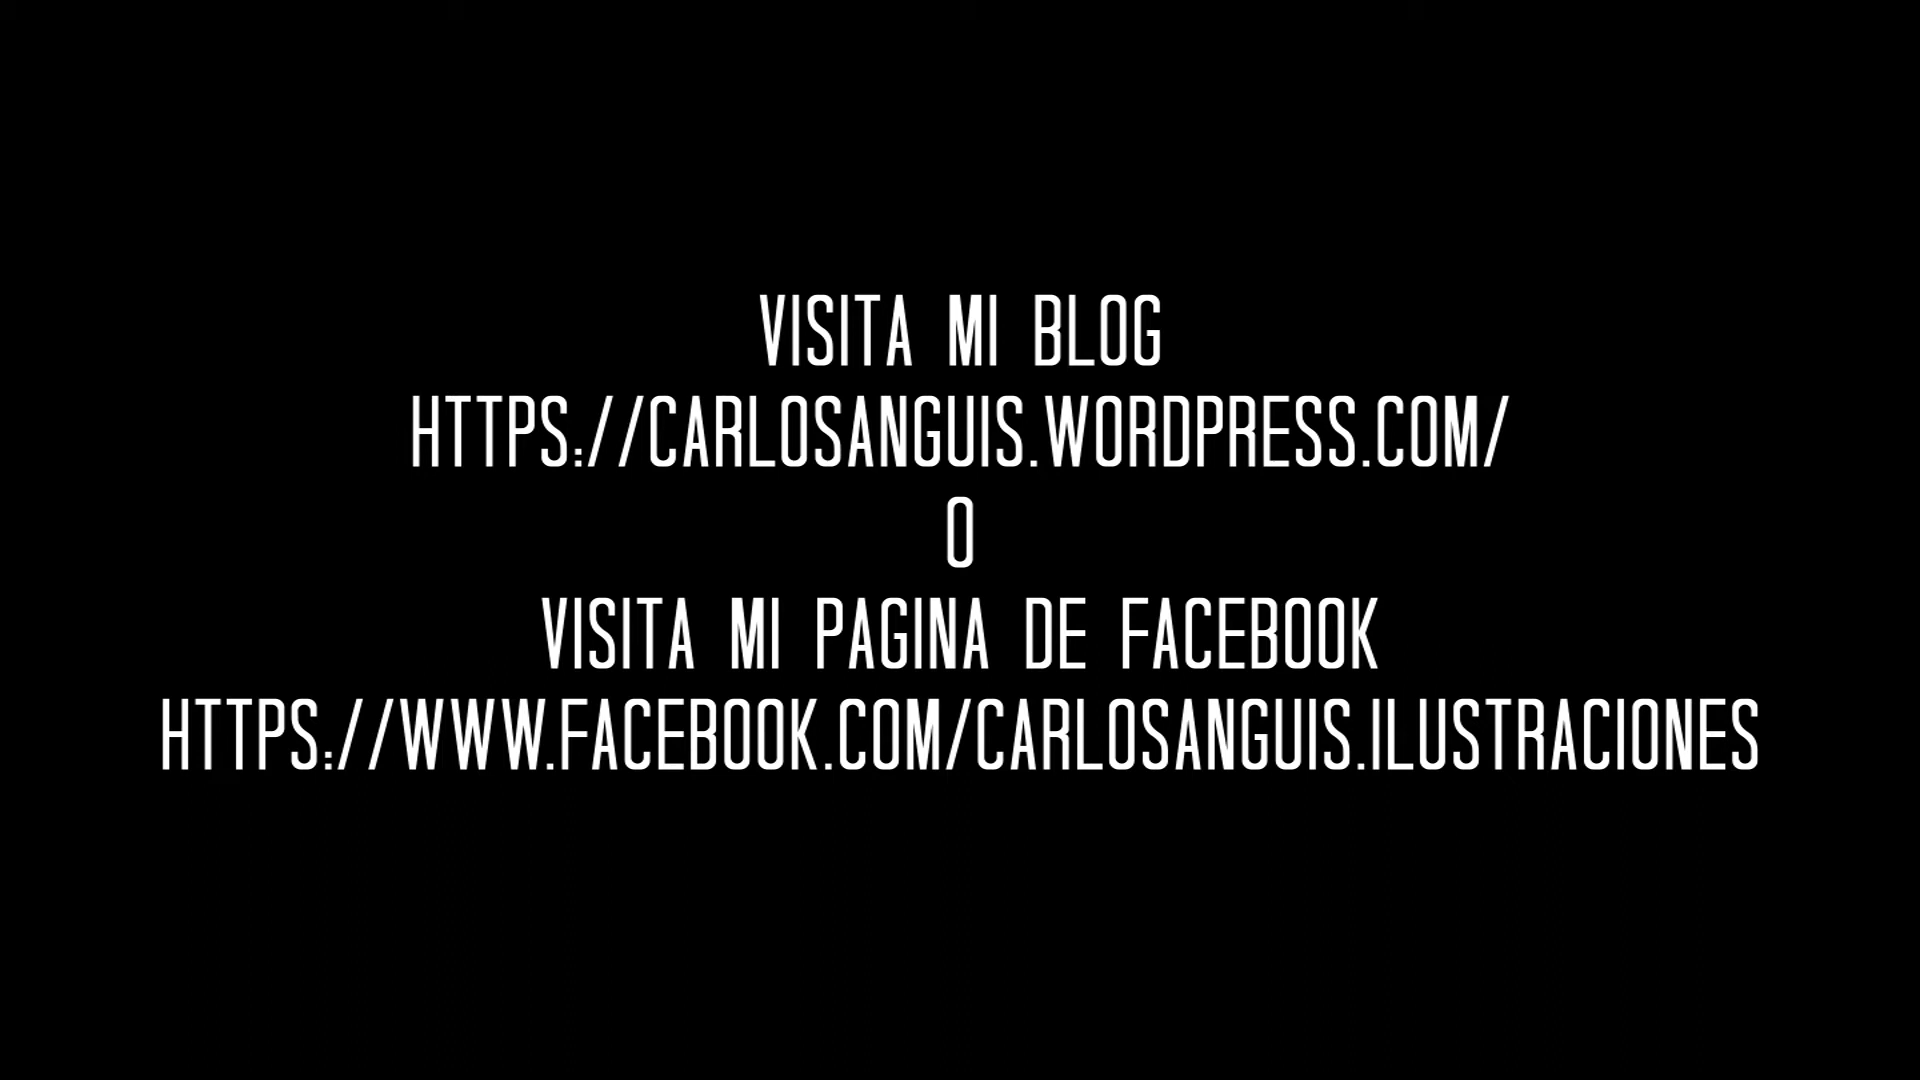 VISITA MI BLOG
HTTPS://CARLOSANGUIS.WORDPRESS.COM/
O
VISITA MI PAGINA DE FACEBOOK
HTTPS://WWW.FACEBOOK.COM/CARLOSANGUIS.ILUSTRACIONES